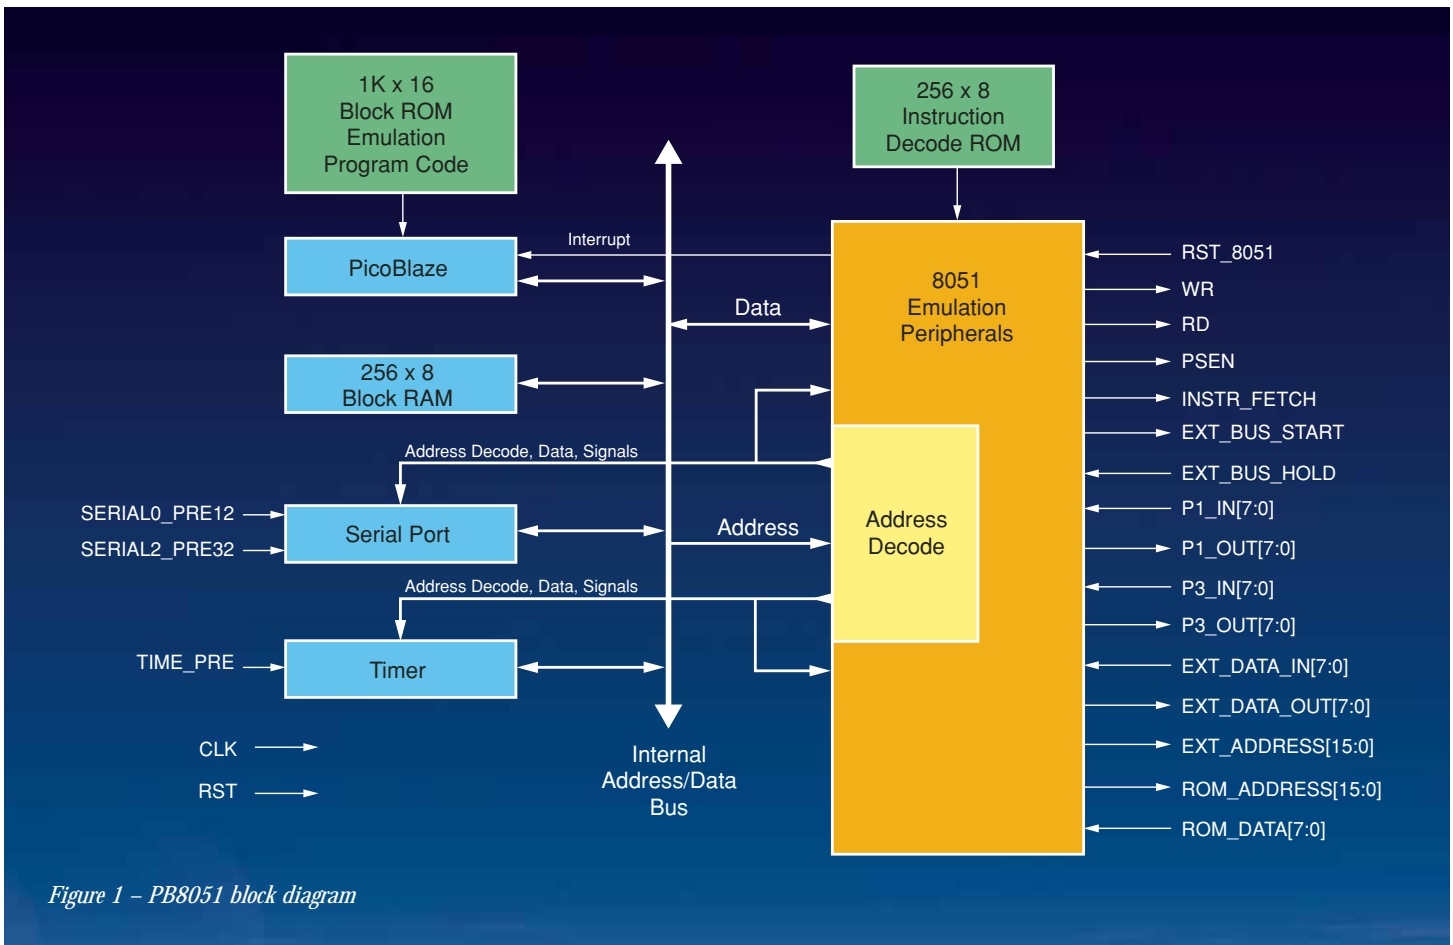 1K x 16
Block ROM
Emulation
Program Code
256 x 8
Instruction
Decode ROM
PicoBlaze
Interrupt
8051
Emulation
Peripherals
Data
256 x 8
Block RAM
Address Decode, Data, Signals
SERIAL0_PRE12
SERIAL2_PRE32
Serial Port
Address
Address
Decode
Address Decode, Data, Signals
TIME_PRE
Timer
CLK
RST
Internal
Address/Data
Bus
RST_8051
WR
RD
PSEN
INSTR_FETCH
EXT_BUS_START
EXT_BUS_HOLD
P1_IN[7:0]
P1_OUT[7:0]
P3_IN[7:0]
P3_OUT[7:0]
EXT_DATA_IN[7:0]
EXT_DATA_OUT[7:0]
EXT_ADDRESS[15:0]
ROM_ADDRESS[15:0]
ROM_DATA[7:0]
Figure 1 – PB8051 block diagram